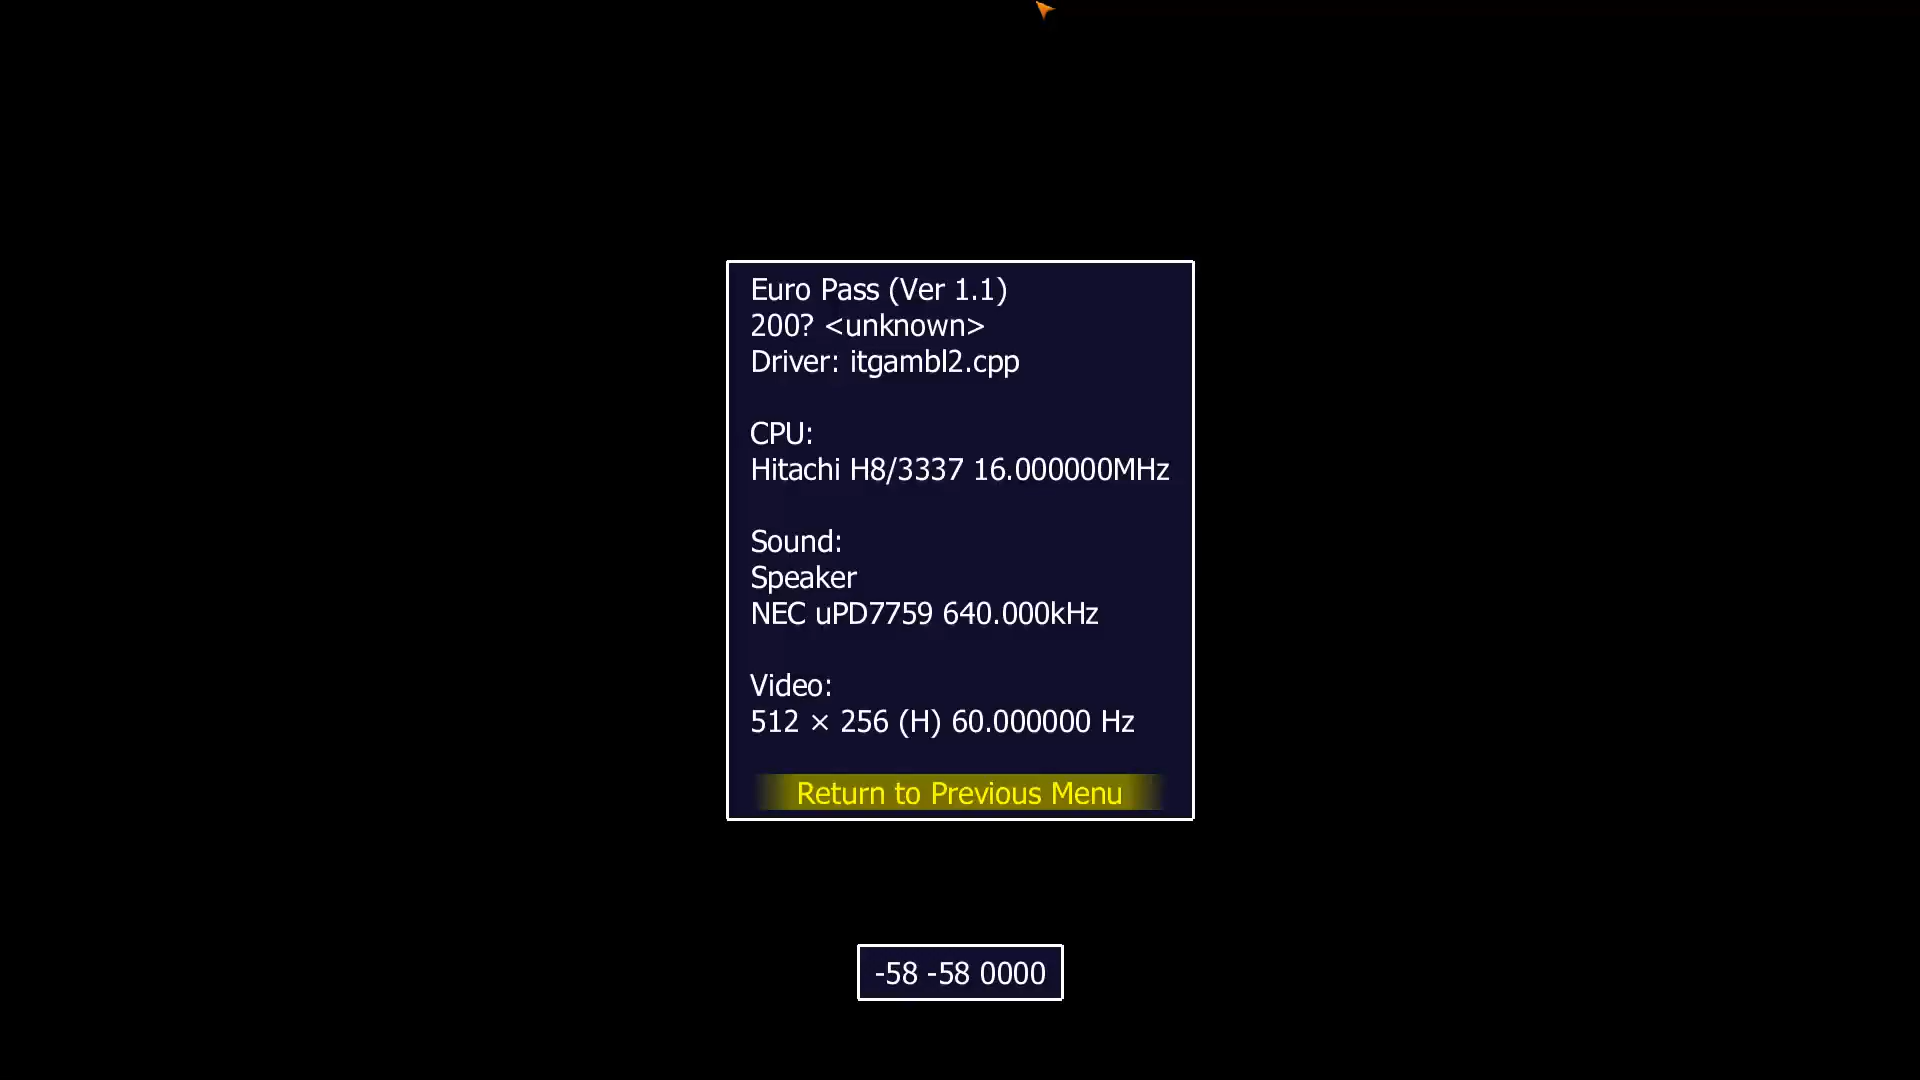 Euro Pass (Ver 1.1)
200? <unknown>
Driver: itgambl2.cpp
CPU:
Hitachi H8/3337 16.000000MHz
Sound:
Speaker
NEC uPD7759 640.000kHz
Video:
512 × 256 (H) 60.000000 Hz
Return to Previous Menu
-58 -58 0000